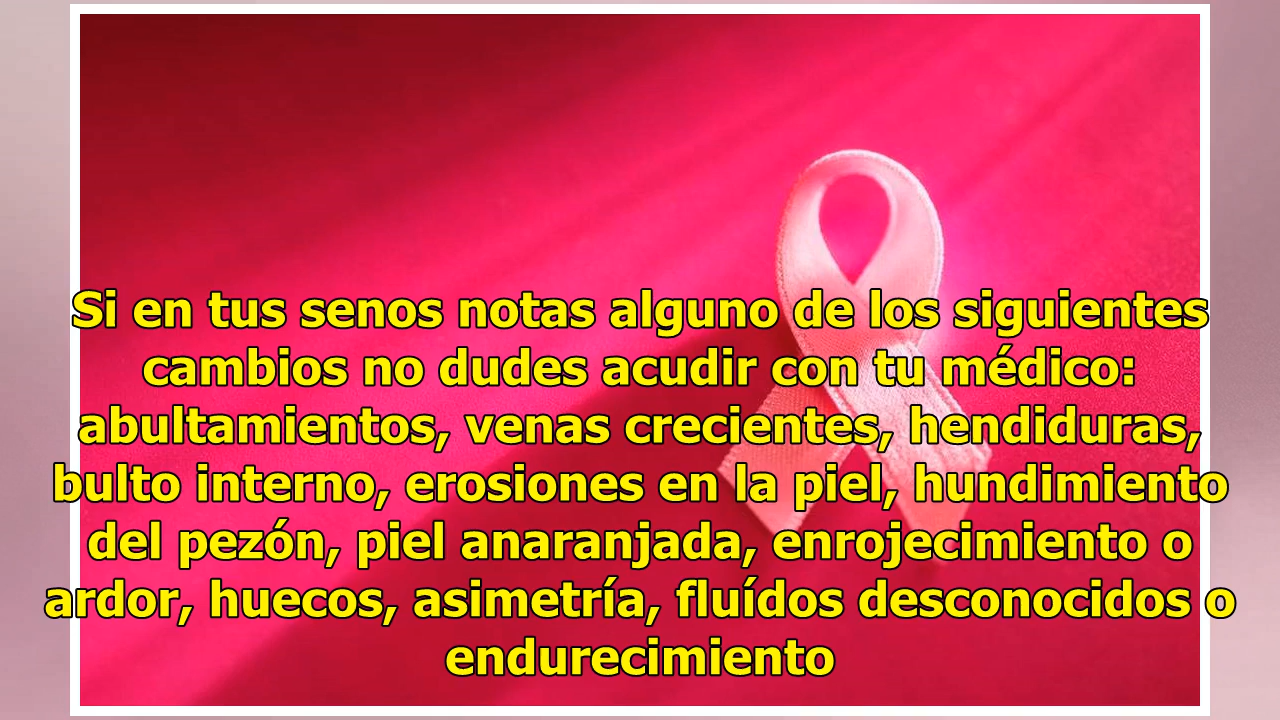 Si en tus senos notas alguno de los siguientes
cambios no dudes acudir con tu médico:
abultamientos, venas crecientes, hendiduras,
bulto interno, erosiones en la piel, hundimiento
del pezón, piel anaranjada, enrojecimiento o
ardor, huecos, asimetría, fluídos desconocidos o
endurecimiento